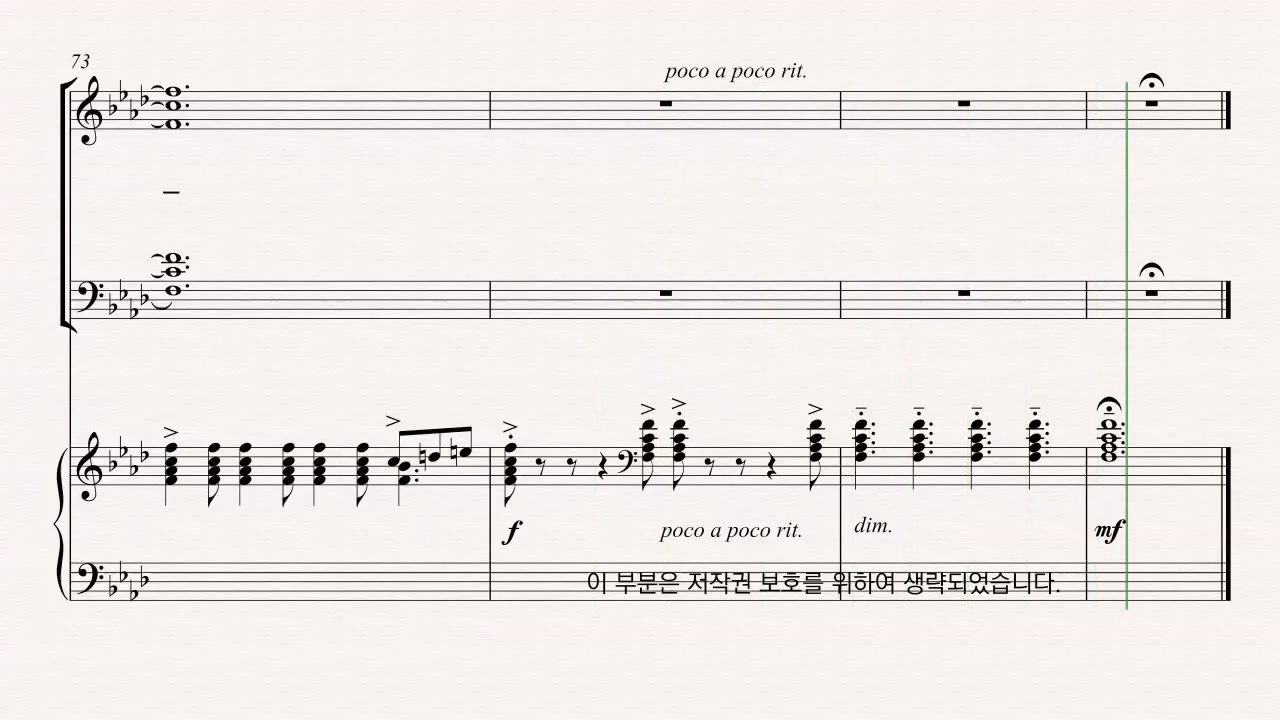 73
poco a poco rit.
f
poco a poco rit.
dim.
mf
이 부분은 저작권 보호를 위하여 생략되었습니다.